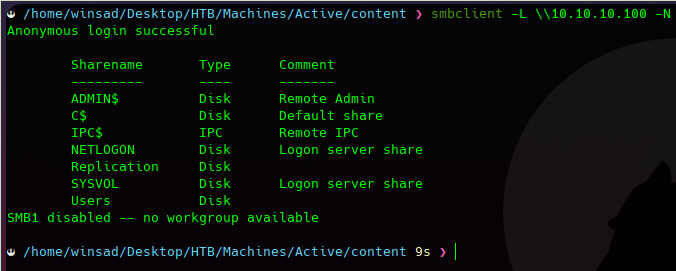 /home/winsad/Desktop/HTB/Machines/Active/content ❯ smbclient -L \\10.10.10.100 -N
Anonymous login successful
Sharename Type Comment
--------- ---- -------
ADMIN$ Disk Remote Admin
C$ Disk Default share
IPC$ IPC Remote IPC
NETLOGON Disk Logon server share
Replication Disk
SYSVOL Disk Logon server share
Users Disk
SMB1 disabled -- no workgroup available
/home/winsad/Desktop/HTB/Machines/Active/content 9s ❯